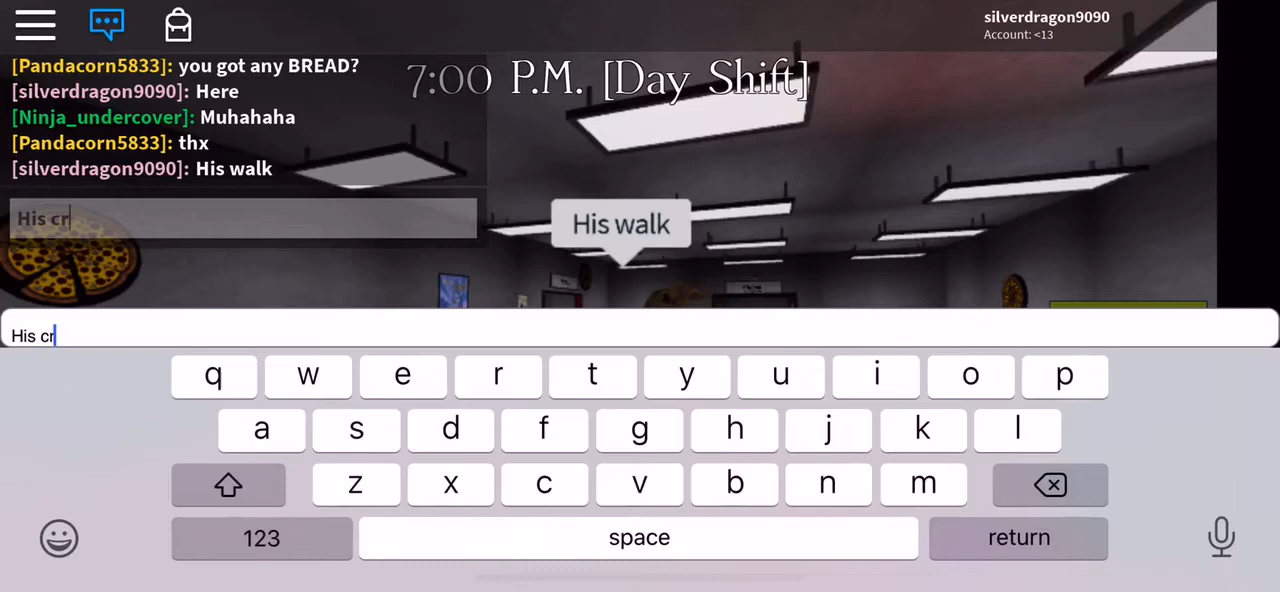 silverdragon9090
Account: <13
[Pandacorn5833]: you got any BREAD?
[silverdragon9090]: Here
[Ninja_undercover]: Muhahaha
[Pandacorn5833]: thx
[silverdragon9090]: His walk
7:00 P.M. [Day Shift]
His cr
His walk
His cr
q w e r t y u i o p
a s d f g h j k l
z x c v b n m
123 space return